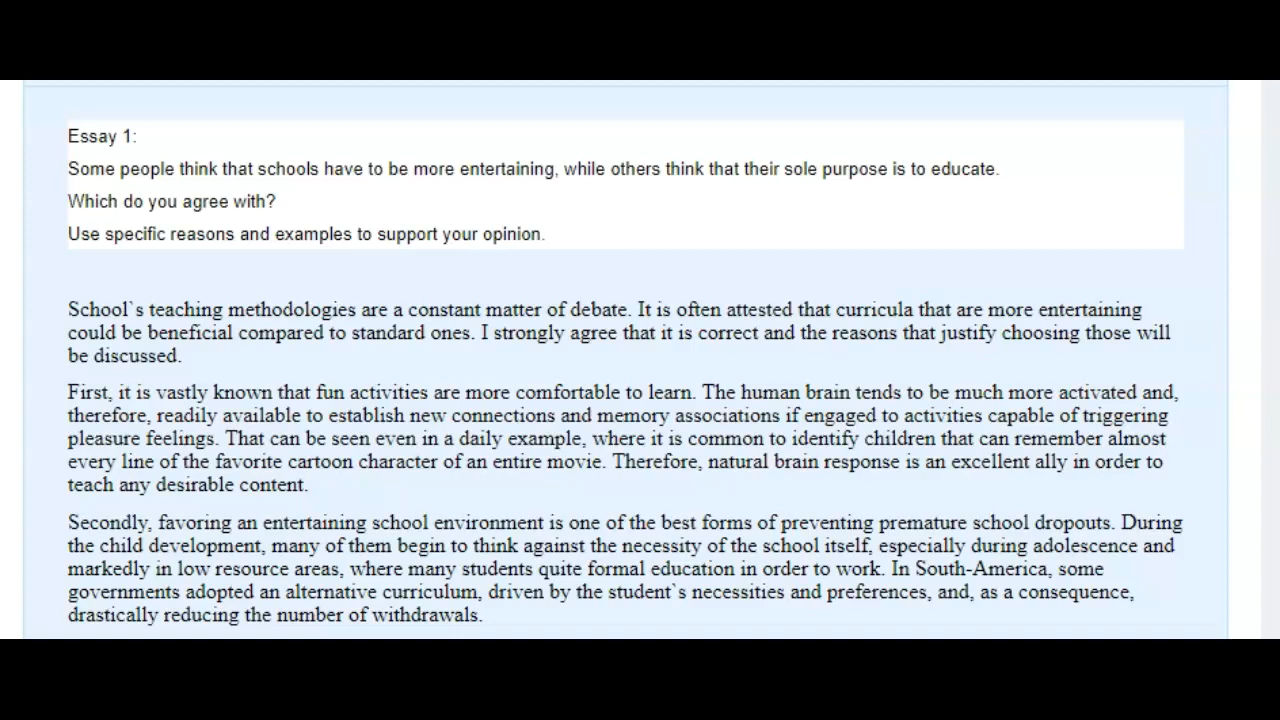 Essay 1:
Some people think that schools have to be more entertaining, while others think that their sole purpose is to educate.
Which do you agree with?
Use specific reasons and examples to support your opinion.
School`s teaching methodologies are a constant matter of debate. It is often attested that curricula that are more entertaining
could be beneficial compared to standard ones. I strongly agree that it is correct and the reasons that justify choosing those will
be discussed.
First, it is vastly known that fun activities are more comfortable to learn. The human brain tends to be much more activated and,
therefore, readily available to establish new connections and memory associations if engaged to activities capable of triggering
pleasure feelings. That can be seen even in a daily example, where it is common to identify children that can remember almost
every line of the favorite cartoon character of an entire movie. Therefore, natural brain response is an excellent ally in order to
teach any desirable content.
Secondly, favoring an entertaining school environment is one of the best forms of preventing premature school dropouts. During
the child development, many of them begin to think against the necessity of the school itself, especially during adolescence and
markedly in low resource areas, where many students quite formal education in order to work. In South-America, some
governments adopted an alternative curriculum, driven by the student`s necessities and preferences, and, as a consequence,
drastically reducing the number of withdrawals.